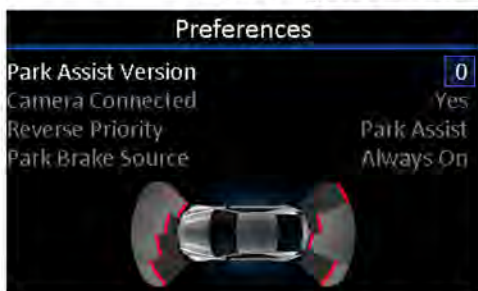 Preferences
Park Assist Version 0
Camera Connected Yes
Reverse Priority Park Assist
Park Brake Source Always On